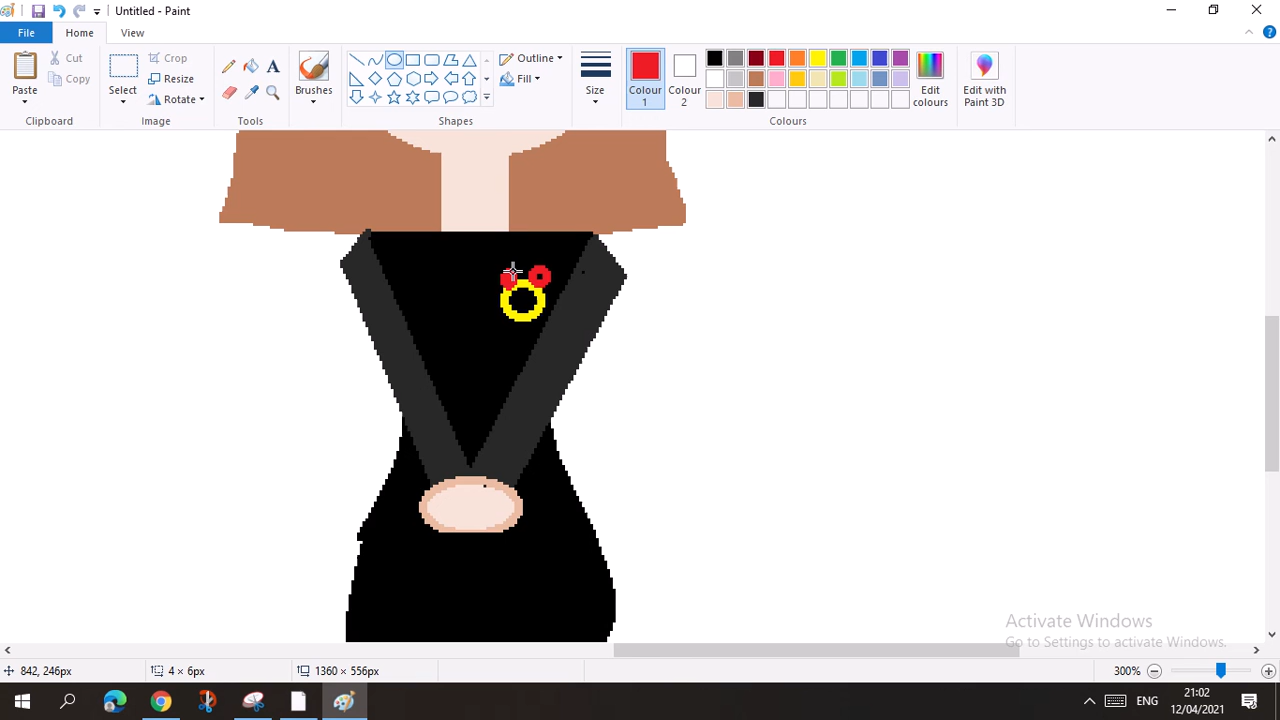 Untitled - Paint
File Home View
Paste
Cut
Copy
Clipboard
Select
Crop
Resize
Rotate
Image
A
Tools
Brushes
Shapes
Outline
Fill
Size
Colour 1
Colour 2
Edit colours
Colours
Edit with Paint 3D
Activate Windows
Go to Settings to activate Windows.
842, 246px
4 × 6px
1360 × 556px
300%
ENG
21:02
12/04/2021